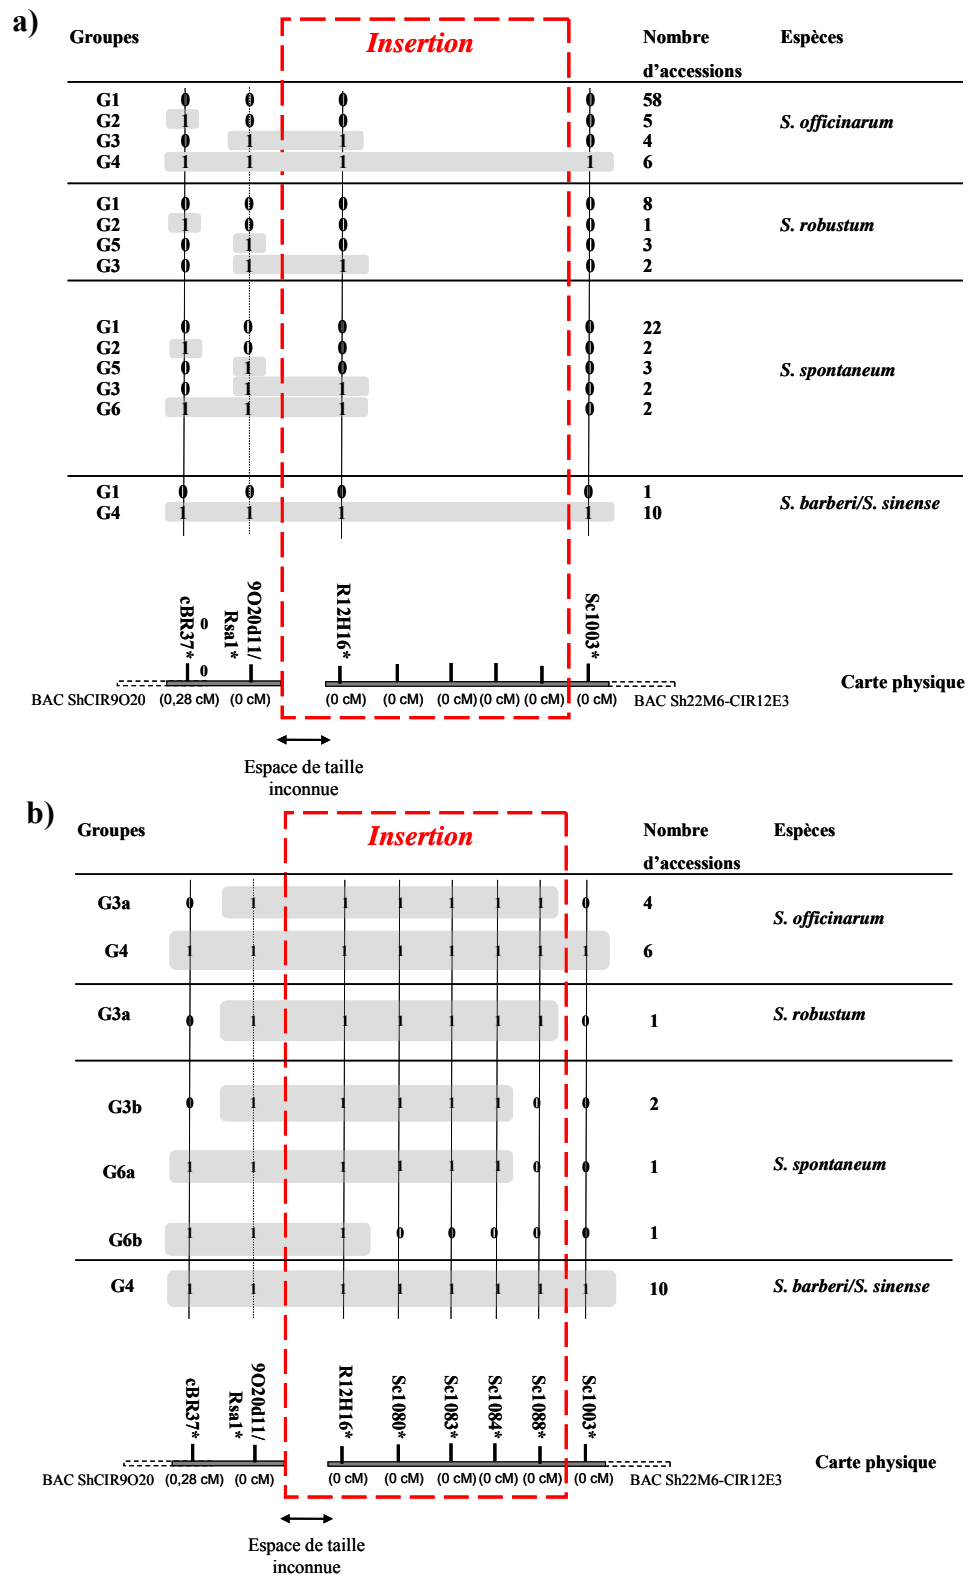 a)
Groupes
Insertion
Nombre d'accessions
Espèces
G1 0 0 0 0 58
G2 1 0 0 0 5
S. officinarum
G3 0 1 1 0 4
G4 1 1 1 1 6
G1 0 0 0 0 8
G2 1 0 0 0 1
S. robustum
G5 0 1 0 0 3
G3 0 1 1 0 2
G1 0 0 0 0 22
G2 1 0 0 0 2
G5 0 1 0 0 3
S. spontaneum
G3 0 1 1 0 2
G6 1 1 1 0 2
G1 0 0 0 0 1
S. barberi/S. sinense
G4 1 1 1 1 10
cBR37*
0
0
9O20d11/
Rsa1*
R12H16*
Sc1003*
Carte physique
BAC ShCIR9O20 (0,28 cM) (0 cM) (0 cM) (0 cM) (0 cM) (0 cM) (0 cM) (0 cM) BAC Sh22M6-CIR12E3
Espace de taille
inconnue
b)
Groupes
Insertion
Nombre d'accessions
Espèces
G3a 0 1 1 1 1 1 1 0 4
S. officinarum
G4 1 1 1 1 1 1 1 1 6
G3a 0 1 1 1 1 1 1 0 1
S. robustum
G3b 0 1 1 1 1 1 0 0 2
G6a 1 1 1 1 1 1 0 0 1
S. spontaneum
G6b 1 1 1 0 0 0 0 0 1
G4 1 1 1 1 1 1 1 1 10
S. barberi/S. sinense
cBR37*
9O20d11/
Rsa1*
R12H16*
Sc1080*
Sc1083*
Sc1084*
Sc1088*
Sc1003*
Carte physique
BAC ShCIR9O20 (0,28 cM) (0 cM) (0 cM) (0 cM) (0 cM) (0 cM) (0 cM) (0 cM) BAC Sh22M6-CIR12E3
Espace de taille
inconnue